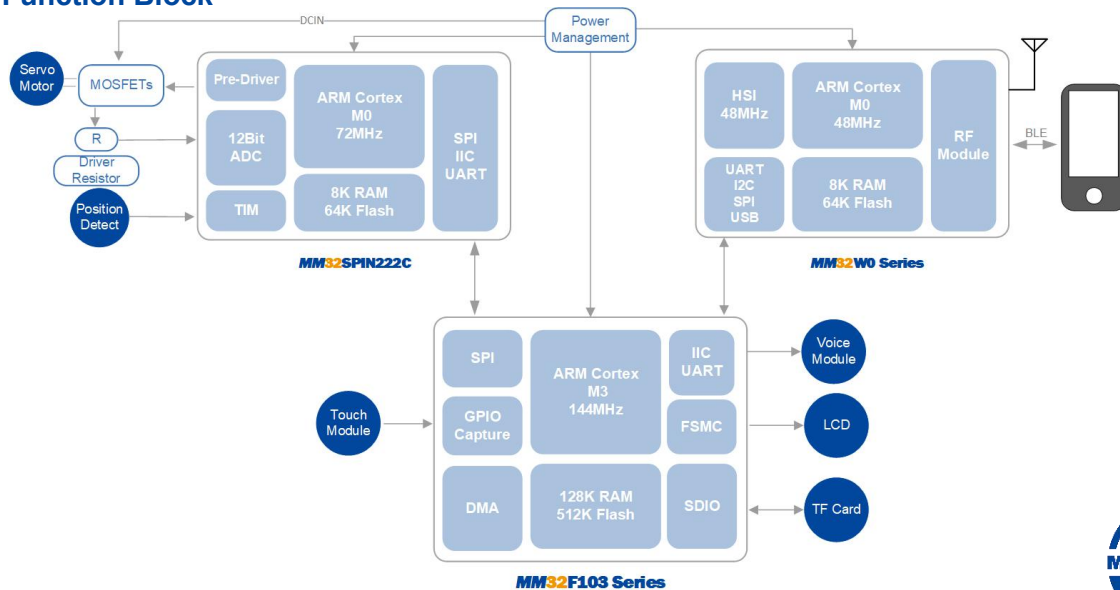 Function Block
DCIN
Power
Management
Servo
Motor
MOSFETs
R
Driver
Resistor
Position
Detect
Pre-Driver
12Bit
ADC
TIM
ARM Cortex
M0
72MHz
8K RAM
64K Flash
SPI
IIC
UART
MM32SPIN222C
HSI
48MHz
UART
I2C
SPI
USB
ARM Cortex
M0
48MHz
8K RAM
64K Flash
RF
Module
BLE
MM32W0 Series
Touch
Module
SPI
GPIO
Capture
DMA
ARM Cortex
M3
144MHz
128K RAM
512K Flash
IIC
UART
FSMC
SDIO
Voice
Module
LCD
TF Card
MM32F103 Series